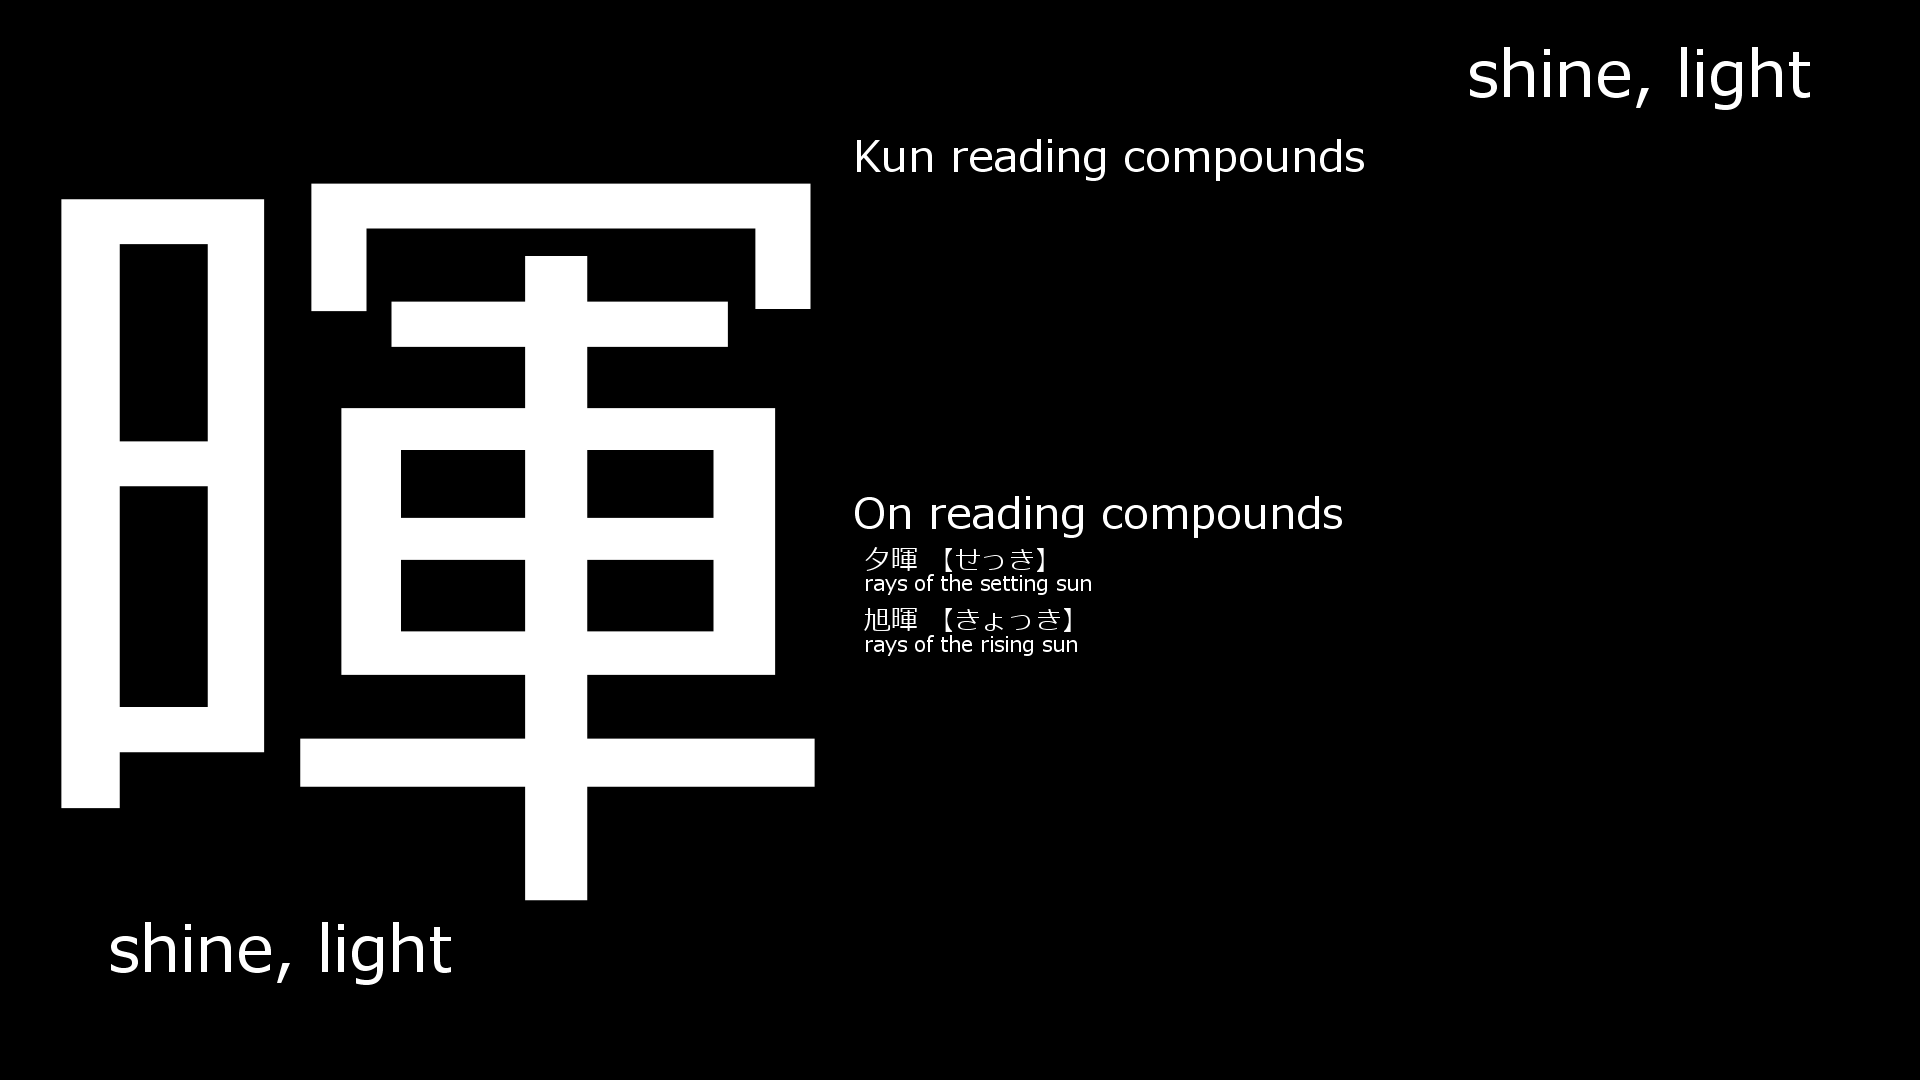 shine, light
暉
Kun reading compounds
On reading compounds
夕暉 【せっき】
rays of the setting sun
旭暉 【きょっき】
rays of the rising sun
shine, light